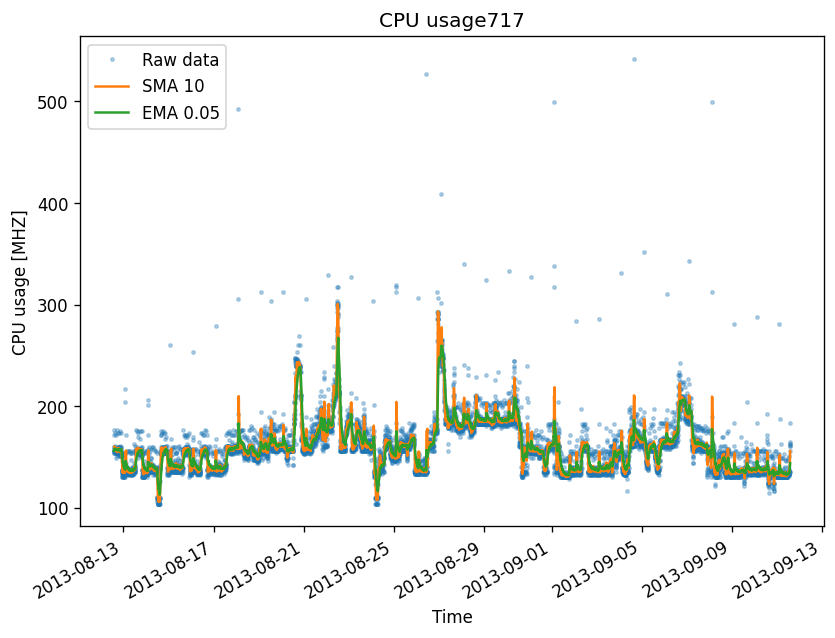 CPU usage717
Raw data
SMA 10
EMA 0.05
CPU usage [MHZ]
500
400
300
200
100
2013-08-13
2013-08-17
2013-08-21
2013-08-25
2013-08-29
2013-09-01
2013-09-05
2013-09-09
2013-09-13
Time